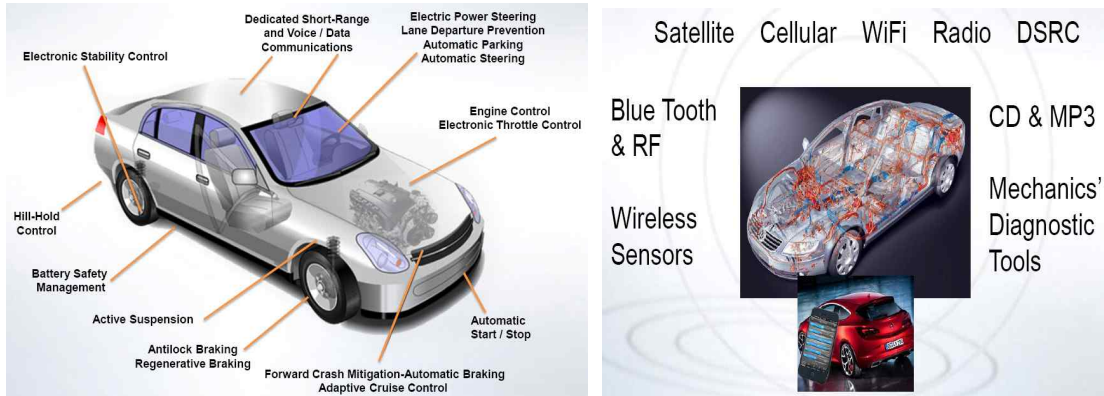 Dedicated Short-Range
and Voice / Data
Communications
Electric Power Steering
Lane Departure Prevention
Automatic Parking
Automatic Steering
Electronic Stability Control
Engine Control
Electronic Throttle Control
Hill-Hold
Control
Battery Safety
Management
Active Suspension
Automatic
Start / Stop
Antilock Braking
Regenerative Braking
Forward Crash Mitigation-Automatic Braking
Adaptive Cruise Control
Satellite Cellular WiFi Radio DSRC
Blue Tooth
& RF
CD & MP3
Wireless
Sensors
Mechanics’
Diagnostic
Tools